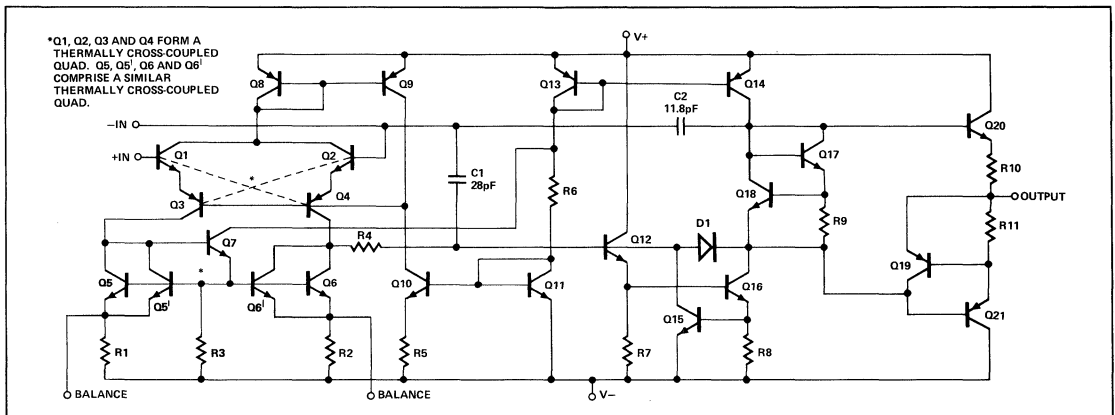 *Q1, Q2, Q3 AND Q4 FORM A
THERMALLY CROSS-COUPLED
QUAD. Q5, Q5', Q6 AND Q6'
COMPRISE A SIMILAR
THERMALLY CROSS-COUPLED
QUAD.
V+
Q8
Q9
Q13
Q14
C2
11.8pF
Q20
-IN
+IN
Q1
Q2
*
Q17
R10
C1
28pF
Q18
Q3
Q4
R6
R9
OUTPUT
R11
Q7
R4
Q12
D1
Q19
Q5
Q5'
*
Q6'
Q6
Q10
Q11
Q16
Q15
Q21
R1
R3
R2
R5
R7
R8
BALANCE
BALANCE
V-